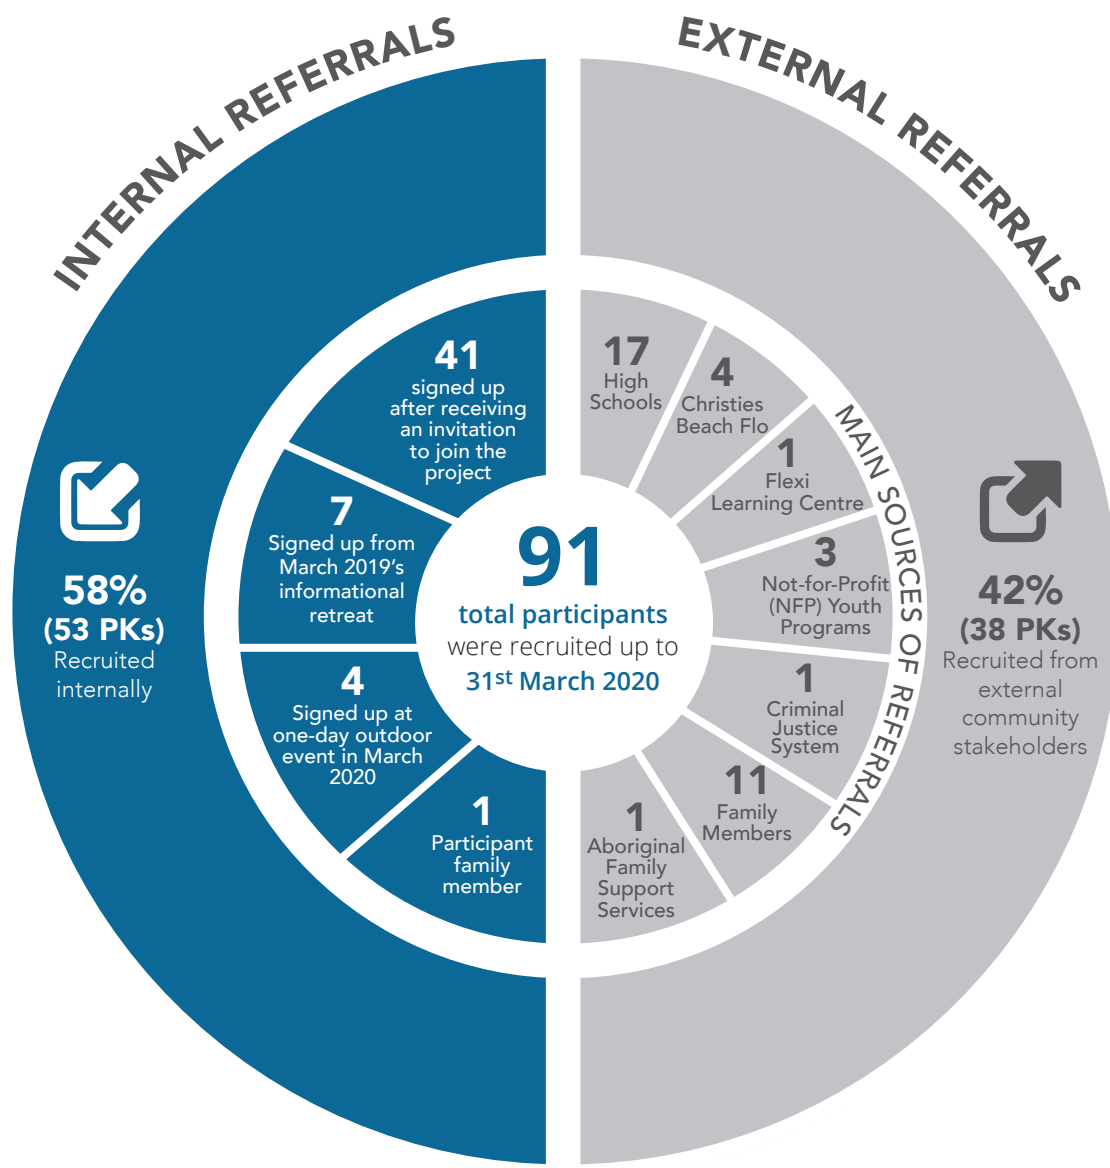 INTERNAL REFERRALS
58%
(53 PKs)
Recruited
internally
41
signed up
after receiving
an invitation
to join the
project
7
Signed up from
March 2019's
informational
retreat
4
Signed up at
one-day outdoor
event in March
2020
1
Participant
family
member
91
total participants
were recruited up to
31st March 2020
EXTERNAL REFERRALS
17
High
Schools
4
Christies
Beach Flo
1
Flexi
Learning Centre
3
Not-for-Profit
(NFP) Youth
Programs
1
Criminal
Justice
System
11
Family
Members
1
Aboriginal
Family
Support
Services
MAIN SOURCES OF REFERRALS
42%
(38 PKs)
Recruited from
external
community
stakeholders